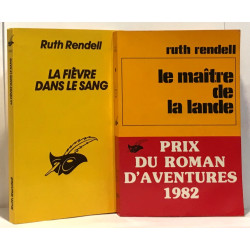 Ruth Rendell
LA FIÈVRE
DANS LE SANG
ruth rendell
le maître
de
la lande
PRIX
DU ROMAN
D'AVENTURES
1982